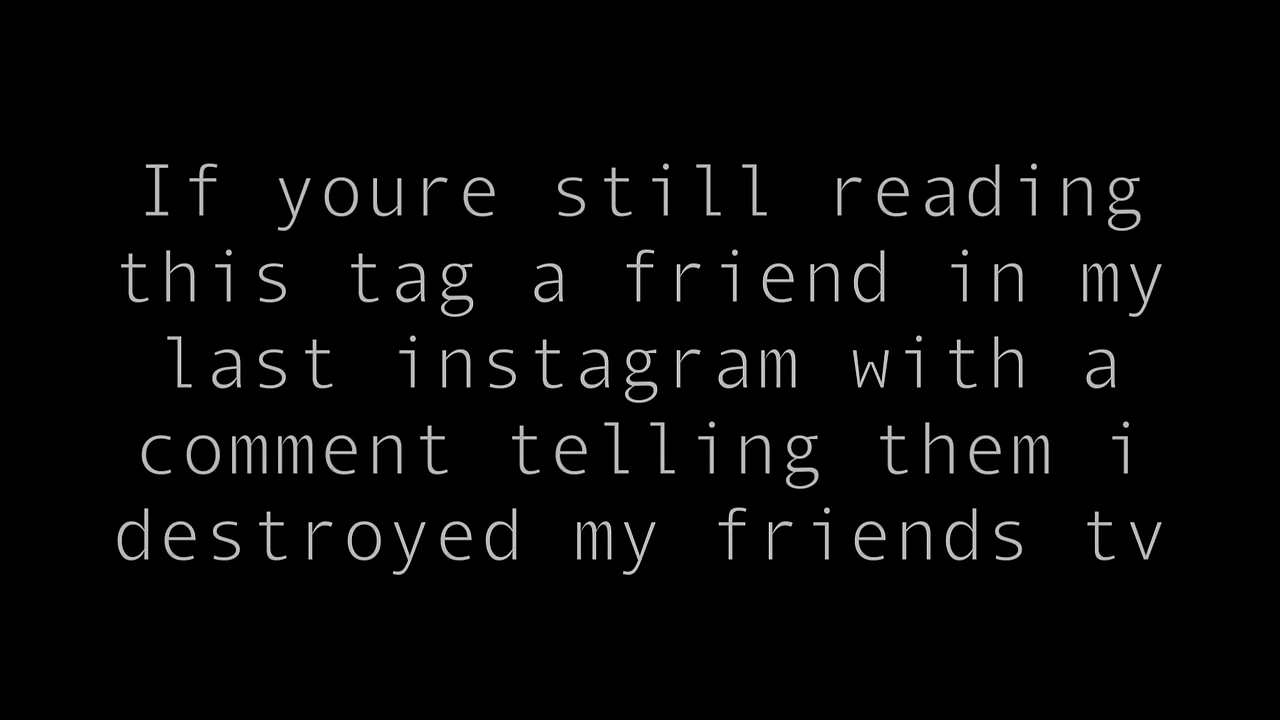 If youre still reading
this tag a friend in my
last instagram with a
comment telling them i
destroyed my friends tv